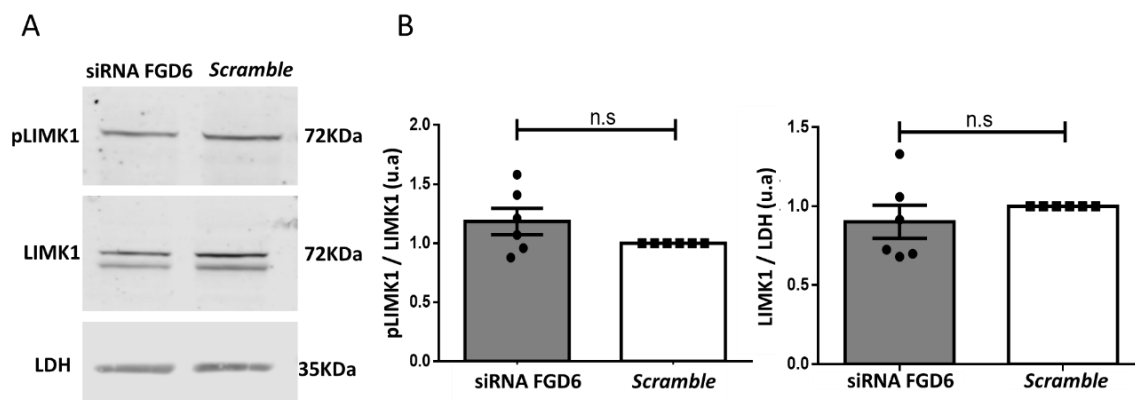 A
siRNA FGD6 Scramble
pLIMK1 72KDa
LIMK1 72KDa
LDH 35KDa
B
n.s
pLIMK1 / LIMK1 (u.a)
2.0
1.5
1.0
0.5
0.0
siRNA FGD6 Scramble
n.s
LIMK1 / LDH (u.a)
1.5
1.0
0.5
0.0
siRNA FGD6 Scramble